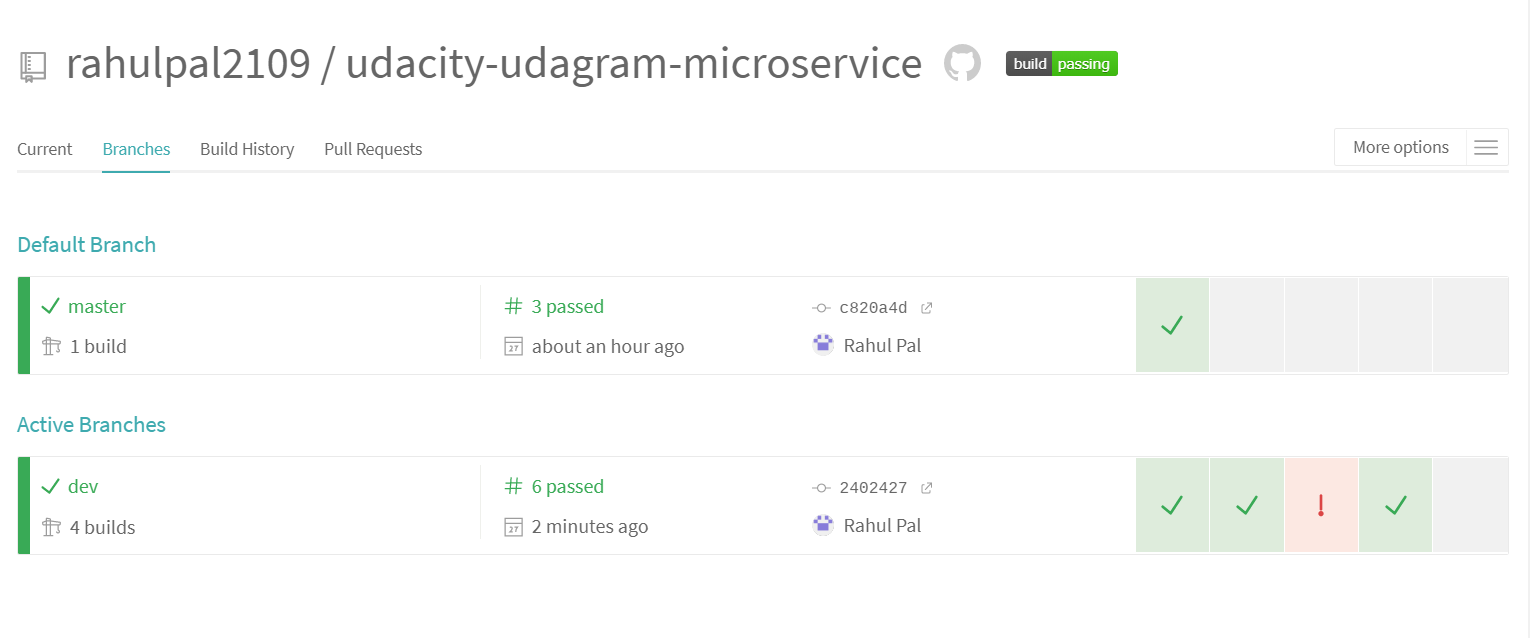 rahulpal2109 / udacity-udagram-microservice build passing
Current Branches Build History Pull Requests More options
Default Branch
master # 3 passed c820a4d
1 build 27 about an hour ago Rahul Pal
Active Branches
dev # 6 passed 2402427
4 builds 27 2 minutes ago Rahul Pal